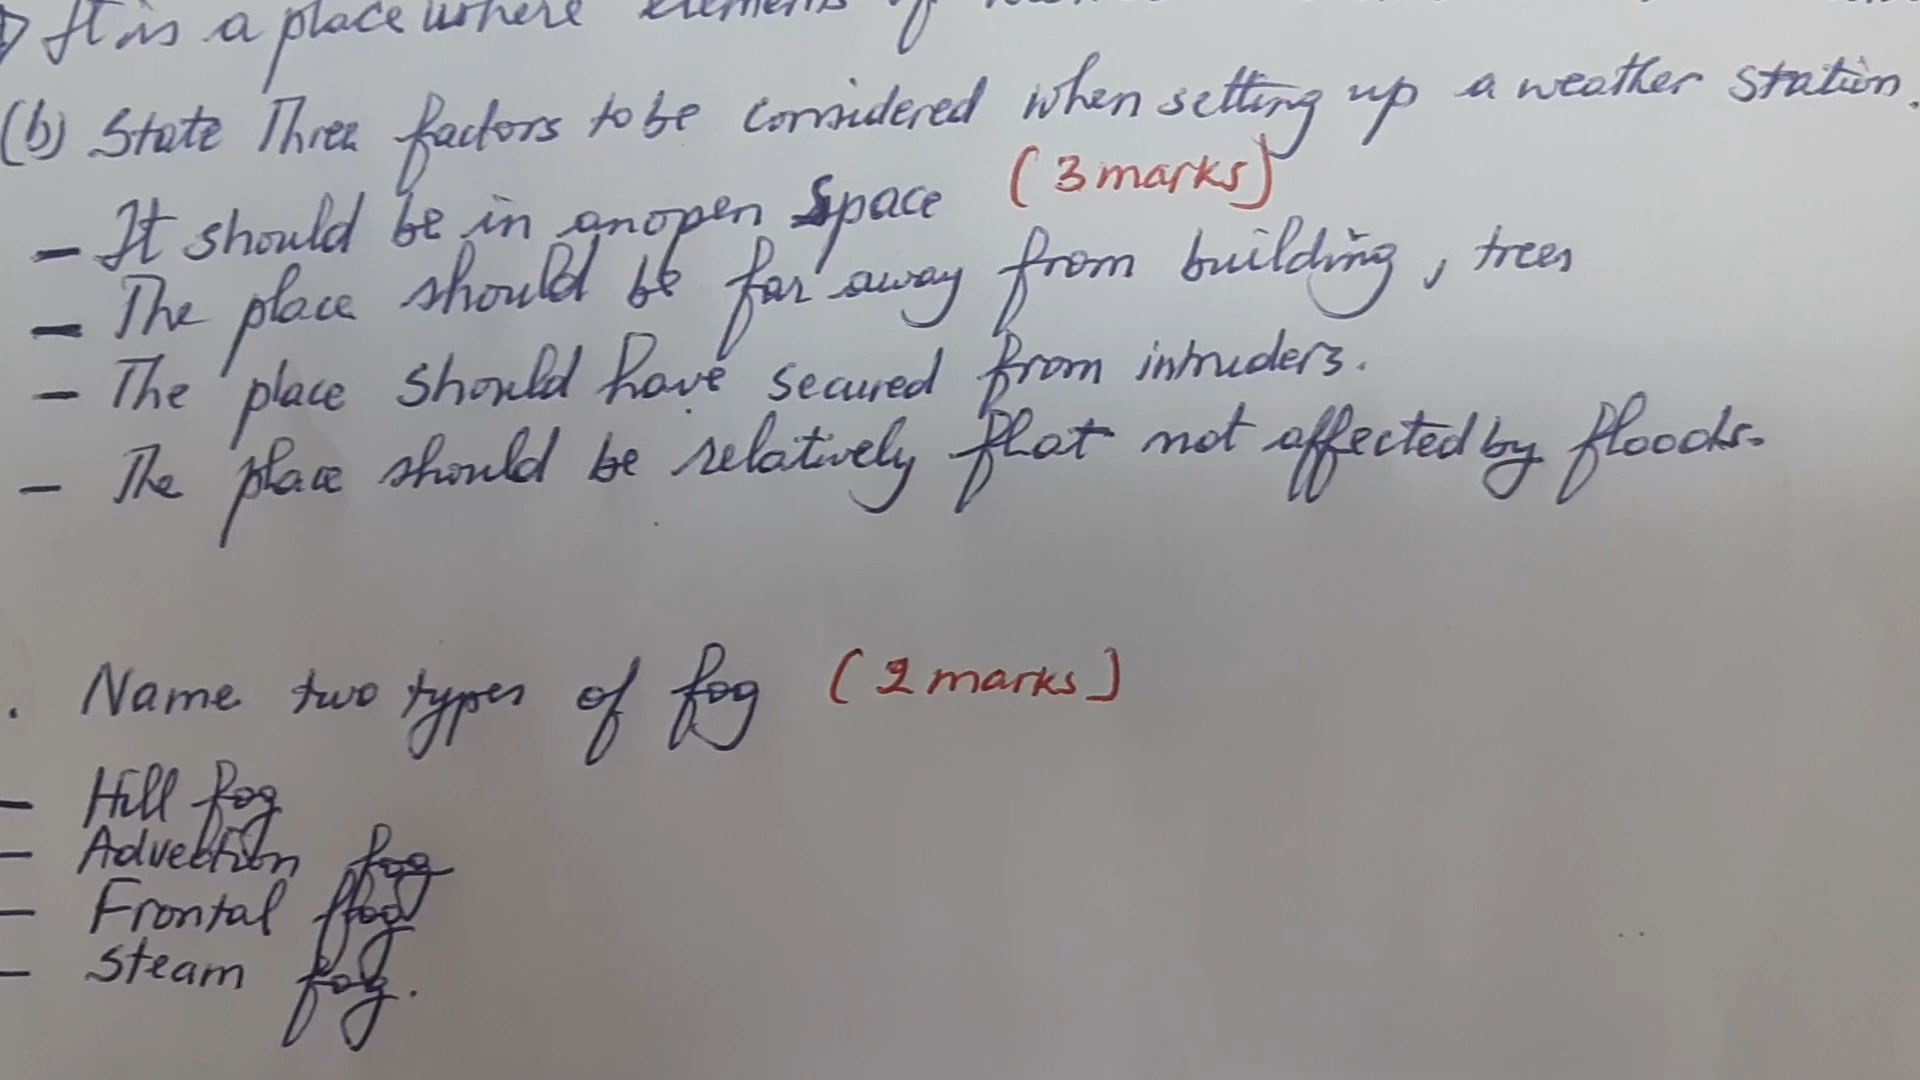 It is a place where elements of
(b) State Three factors to be considered when setting up a weather station.
(3 marks)
- It should be in an open space
- The place should be far away from building, trees
- The place should have secured from intruders.
- The place should be relatively flat not affected by floods.
. Name two types of fog (2 marks)
- Hill fog
- Advection fog
- Frontal fog
- Steam fog.